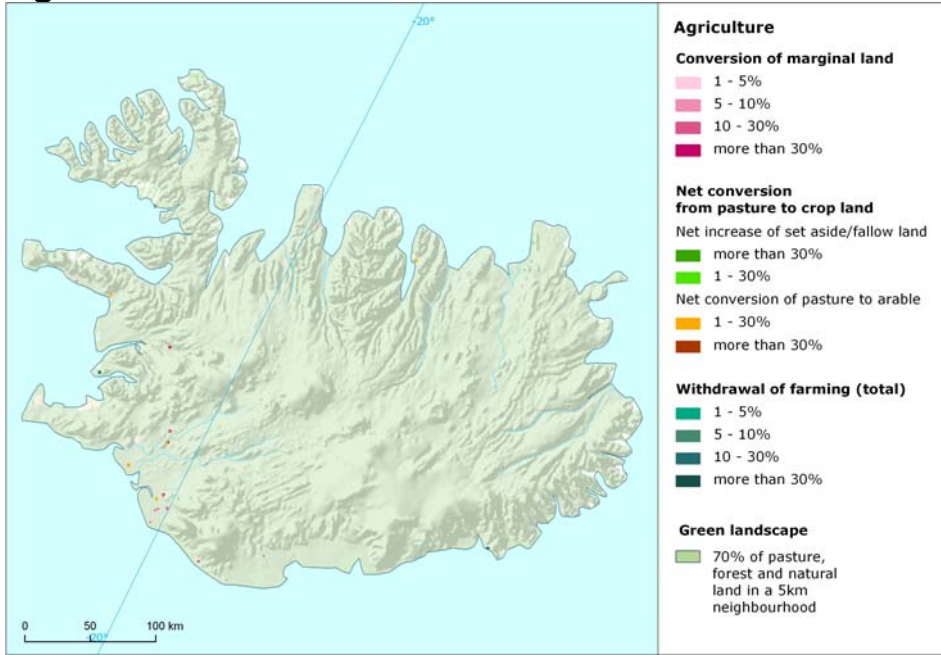 -20°
Agriculture
Conversion of marginal land
1 - 5%
5 - 10%
10 - 30%
more than 30%
Net conversion
from pasture to crop land
Net increase of set aside/fallow land
more than 30%
1 - 30%
Net conversion of pasture to arable
1 - 30%
more than 30%
Withdrawal of farming (total)
1 - 5%
5 - 10%
10 - 30%
more than 30%
Green landscape
70% of pasture,
forest and natural
land in a 5km
neighbourhood
0 50 100 km
-20°